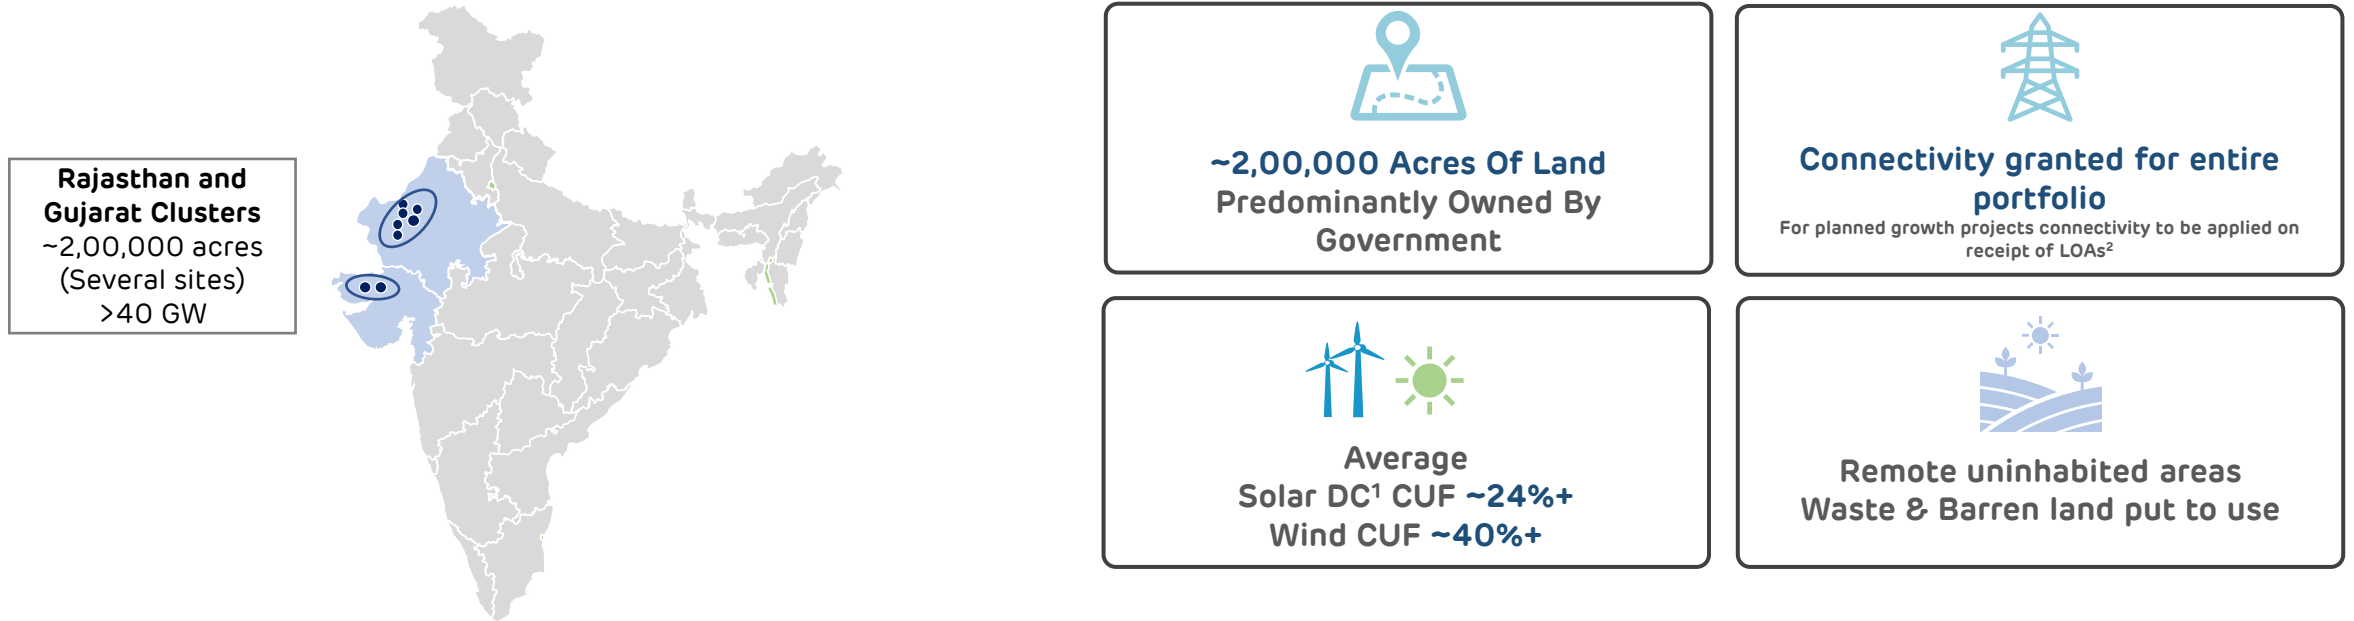 Rajasthan and
Gujarat Clusters
~2,00,000 acres
(Several sites)
>40 GW
~2,00,000 Acres Of Land
Predominantly Owned By
Government
Connectivity granted for entire
portfolio
For planned growth projects connectivity to be applied on
receipt of LOAs²
Average
Solar DC¹ CUF ~24%+
Wind CUF ~40%+
Remote uninhabited areas
Waste & Barren land put to use